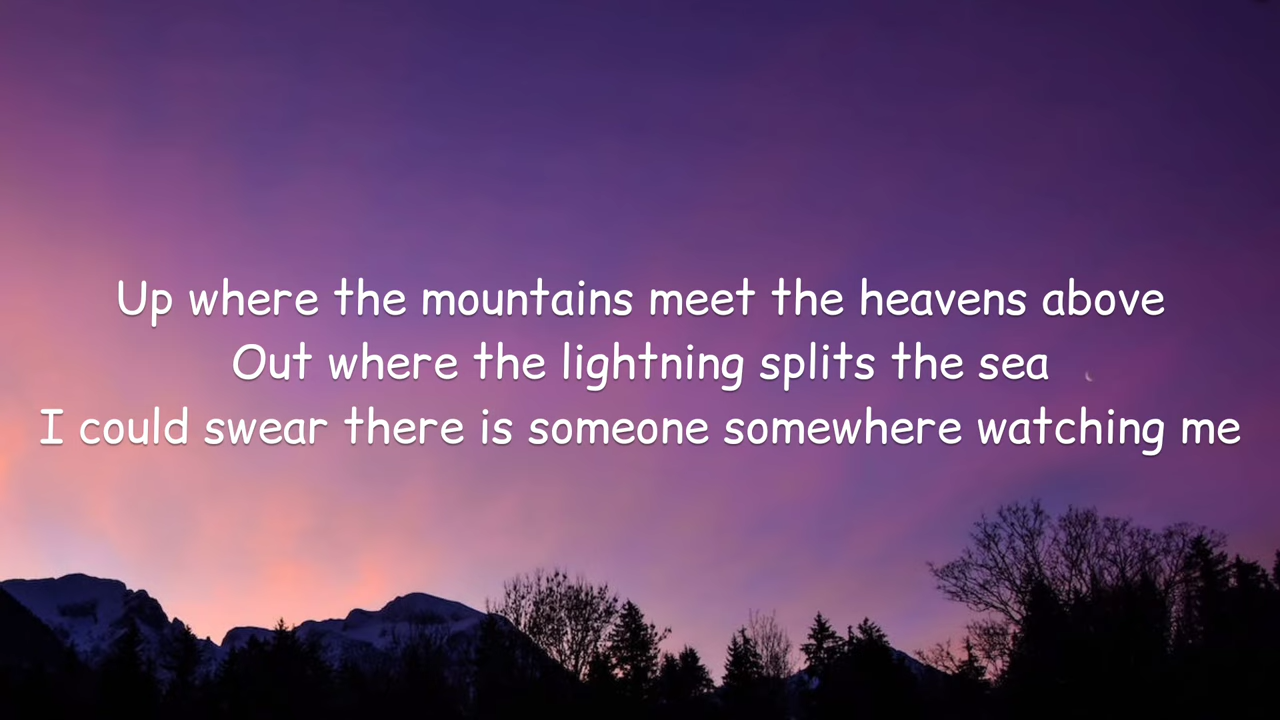 Up where the mountains meet the heavens above
Out where the lightning splits the sea
I could swear there is someone somewhere watching me